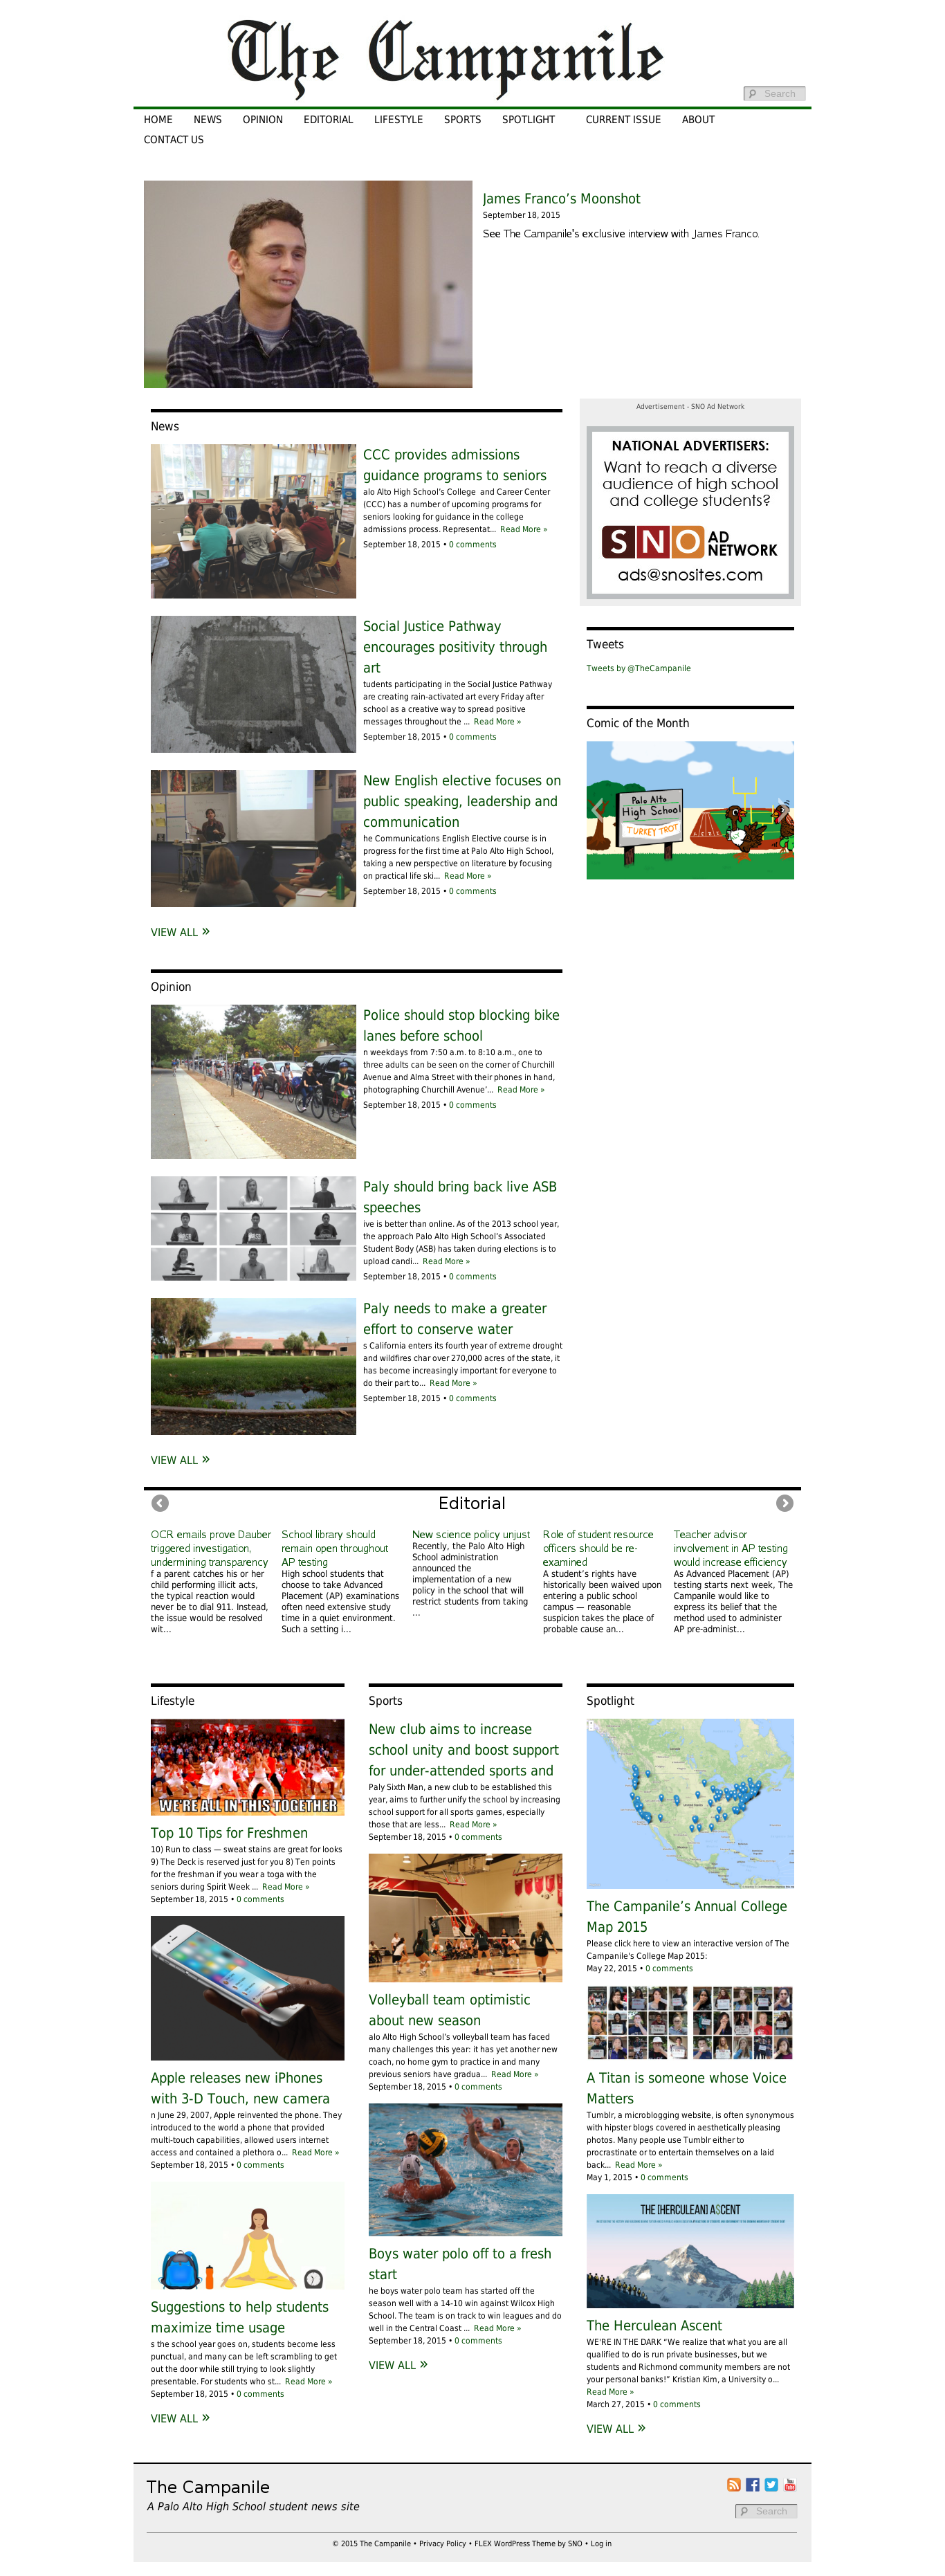 The Campanile
Search
HOME NEWS OPINION EDITORIAL LIFESTYLE SPORTS SPOTLIGHT CURRENT ISSUE ABOUT
CONTACT US
James Franco's Moonshot
September 18, 2015
See The Campanile's exclusive interview with James Franco.
News
CCC provides admissions
guidance programs to seniors
alo Alto High School's College and Career Center
(CCC) has a number of upcoming programs for
seniors looking for guidance in the college
admissions process. Representat... Read More »
September 18, 2015 • 0 comments
think
Social Justice Pathway
encourages positivity through
art
tudents participating in the Social Justice Pathway
are creating rain-activated art every Friday after
school as a creative way to spread positive
messages throughout the ... Read More »
September 18, 2015 • 0 comments
New English elective focuses on
public speaking, leadership and
communication
he Communications English Elective course is in
progress for the first time at Palo Alto High School,
taking a new perspective on literature by focusing
on practical life ski... Read More »
September 18, 2015 • 0 comments
VIEW ALL »
Advertisement - SNO Ad Network
NATIONAL ADVERTISERS:
Want to reach a diverse
audience of high school
and college students?
SNO AD
NETWORK
ads@snosites.com
Tweets
Tweets by @TheCampanile
Comic of the Month
Palo Alto
High School
TURKEY TROT
Opinion
Police should stop blocking bike
lanes before school
n weekdays from 7:50 a.m. to 8:10 a.m., one to
three adults can be seen on the corner of Churchill
Avenue and Alma Street with their phones in hand,
photographing Churchill Avenue'... Read More »
September 18, 2015 • 0 comments
Paly should bring back live ASB
speeches
ive is better than online. As of the 2013 school year,
the approach Palo Alto High School's Associated
Student Body (ASB) has taken during elections is to
upload candi... Read More »
September 18, 2015 • 0 comments
Paly needs to make a greater
effort to conserve water
s California enters its fourth year of extreme drought
and wildfires char over 270,000 acres of the state, it
has become increasingly important for everyone to
do their part to... Read More »
September 18, 2015 • 0 comments
VIEW ALL »
Editorial
OCR emails prove Dauber
triggered investigation,
undermining transparency
f a parent catches his or her
child performing illicit acts,
the typical reaction would
never be to dial 911. Instead,
the issue would be resolved
wit...
School library should
remain open throughout
AP testing
High school students that
choose to take Advanced
Placement (AP) examinations
often need extensive study
time in a quiet environment.
Such a setting i...
New science policy unjust
Recently, the Palo Alto High
School administration
announced the
implementation of a new
policy in the school that will
restrict students from taking
...
Role of student resource
officers should be re-
examined
A student's rights have
historically been waived upon
entering a public school
campus — reasonable
suspicion takes the place of
probable cause an...
Teacher advisor
involvement in AP testing
would increase efficiency
As Advanced Placement (AP)
testing starts next week, The
Campanile would like to
express its belief that the
method used to administer
AP pre-administ...
Lifestyle
WE'RE ALL IN THIS TOGETHER
Top 10 Tips for Freshmen
10) Run to class — sweat stains are great for looks
9) The Deck is reserved just for you 8) Ten points
for the freshman if you wear a toga with the
seniors during Spirit Week ... Read More »
September 18, 2015 • 0 comments
Apple releases new iPhones
with 3-D Touch, new camera
n June 29, 2007, Apple reinvented the phone. They
introduced to the world a phone that provided
multi-touch capabilities, allowed users internet
access and contained a plethora o... Read More »
September 18, 2015 • 0 comments
Suggestions to help students
maximize time usage
s the school year goes on, students become less
punctual, and many can be left scrambling to get
out the door while still trying to look slightly
presentable. For students who st... Read More »
September 18, 2015 • 0 comments
VIEW ALL »
Sports
New club aims to increase
school unity and boost support
for under-attended sports and
Paly Sixth Man, a new club to be established this
year, aims to further unify the school by increasing
school support for all sports games, especially
those that are less... Read More »
September 18, 2015 • 0 comments
Volleyball team optimistic
about new season
alo Alto High School's volleyball team has faced
many challenges this year: it has yet another new
coach, no home gym to practice in and many
previous seniors have gradua... Read More »
September 18, 2015 • 0 comments
Boys water polo off to a fresh
start
he boys water polo team has started off the
season well with a 14-10 win against Wilcox High
School. The team is on track to win leagues and do
well in the Central Coast ... Read More »
September 18, 2015 • 0 comments
VIEW ALL »
Spotlight
The Campanile's Annual College
Map 2015
Please click here to view an interactive version of The
Campanile's College Map 2015:
May 22, 2015 • 0 comments
A Titan is someone whose Voice
Matters
Tumblr, a microblogging website, is often synonymous
with hipster blogs covered in aesthetically pleasing
photos. Many people use Tumblr either to
procrastinate or to entertain themselves on a laid
back... Read More »
May 1, 2015 • 0 comments
THE [HERCULEAN] A$CENT
The Herculean Ascent
WE'RE IN THE DARK "We realize that what you are all
qualified to do is run private businesses, but we
students and Richmond community members are not
your personal banks!" Kristian Kim, a University o...
Read More »
March 27, 2015 • 0 comments
VIEW ALL »
The Campanile
A Palo Alto High School student news site
You
Tube
Search
© 2015 The Campanile • Privacy Policy • FLEX WordPress Theme by SNO • Log in